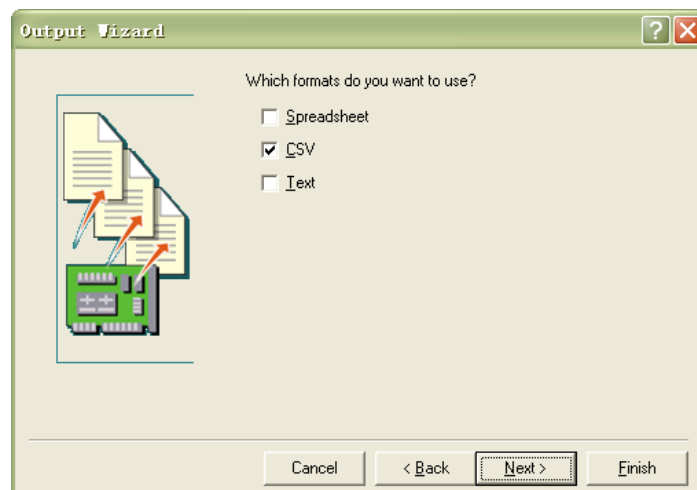 Output Wizard
Which formats do you want to use?
Spreadsheet
CSV
Text
Cancel
< Back
Next >
Finish